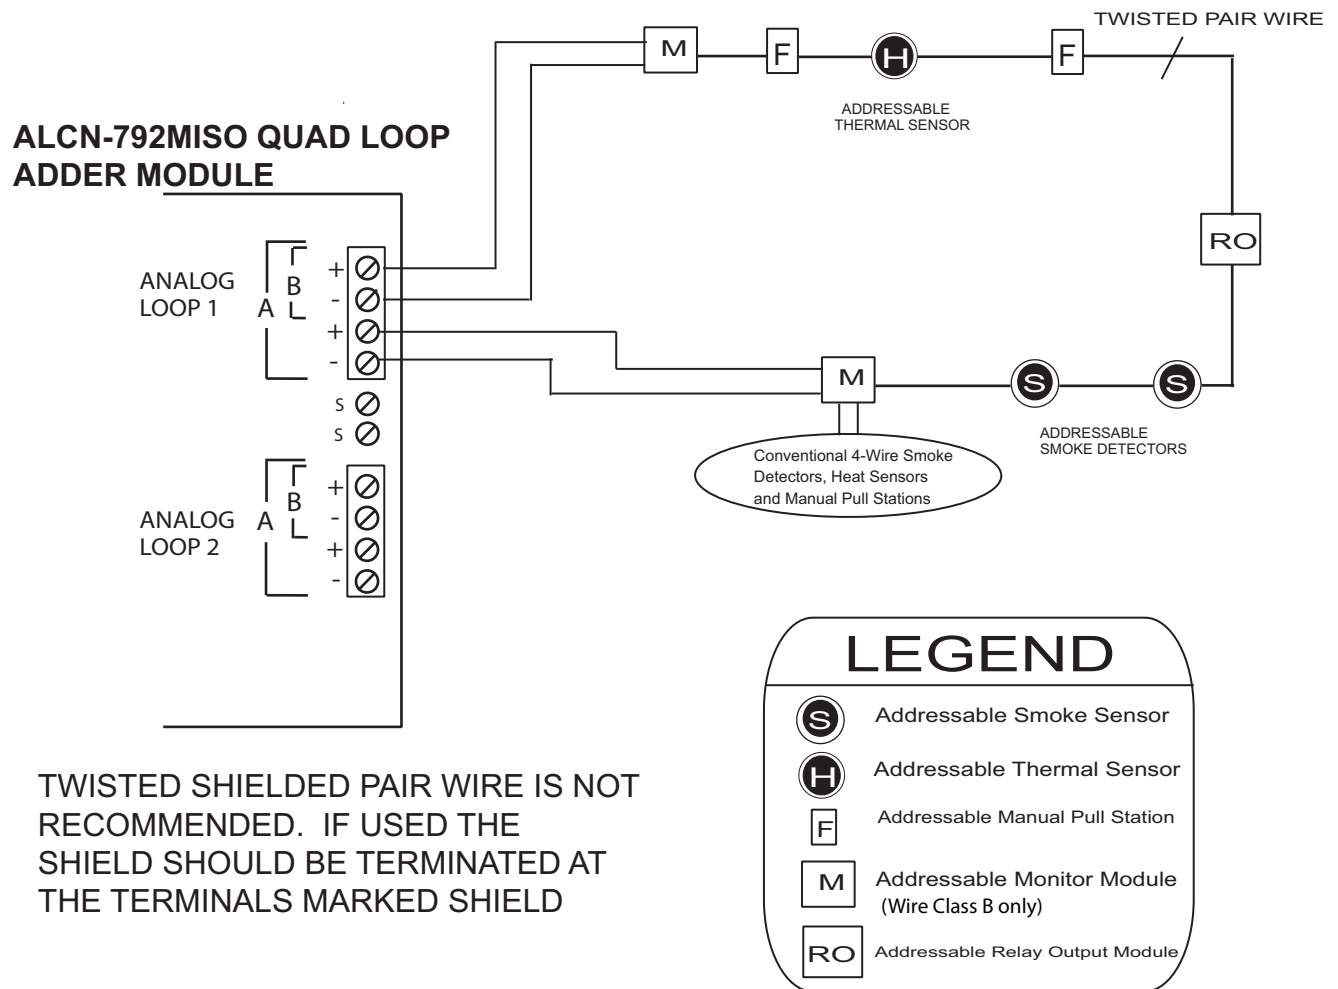 TWISTED PAIR WIRE
M
F
H
F
ADDRESSABLE
THERMAL SENSOR
ALCN-792MISO QUAD LOOP
ADDER MODULE
RO
ANALOG
LOOP 1
A
B
+
-
+
-
S
S
M
S
S
ADDRESSABLE
SMOKE DETECTORS
Conventional 4-Wire Smoke
Detectors, Heat Sensors
and Manual Pull Stations
ANALOG
LOOP 2
A
B
+
-
+
-
LEGEND
S Addressable Smoke Sensor
H Addressable Thermal Sensor
F Addressable Manual Pull Station
M Addressable Monitor Module
(Wire Class B only)
RO Addressable Relay Output Module
TWISTED SHIELDED PAIR WIRE IS NOT
RECOMMENDED. IF USED THE
SHIELD SHOULD BE TERMINATED AT
THE TERMINALS MARKED SHIELD